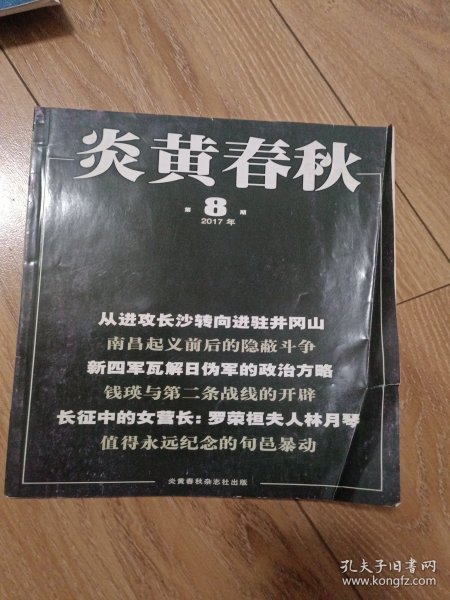 炎黄春秋
第 8 期
2017 年
从进攻长沙转向进驻井冈山
南昌起义前后的隐蔽斗争
新四军瓦解日伪军的政治方略
钱瑛与第二条战线的开辟
长征中的女营长：罗荣桓夫人林月琴
值得永远纪念的旬邑暴动
炎黄春秋杂志社出版
孔夫子旧书网
www.kongfz.com